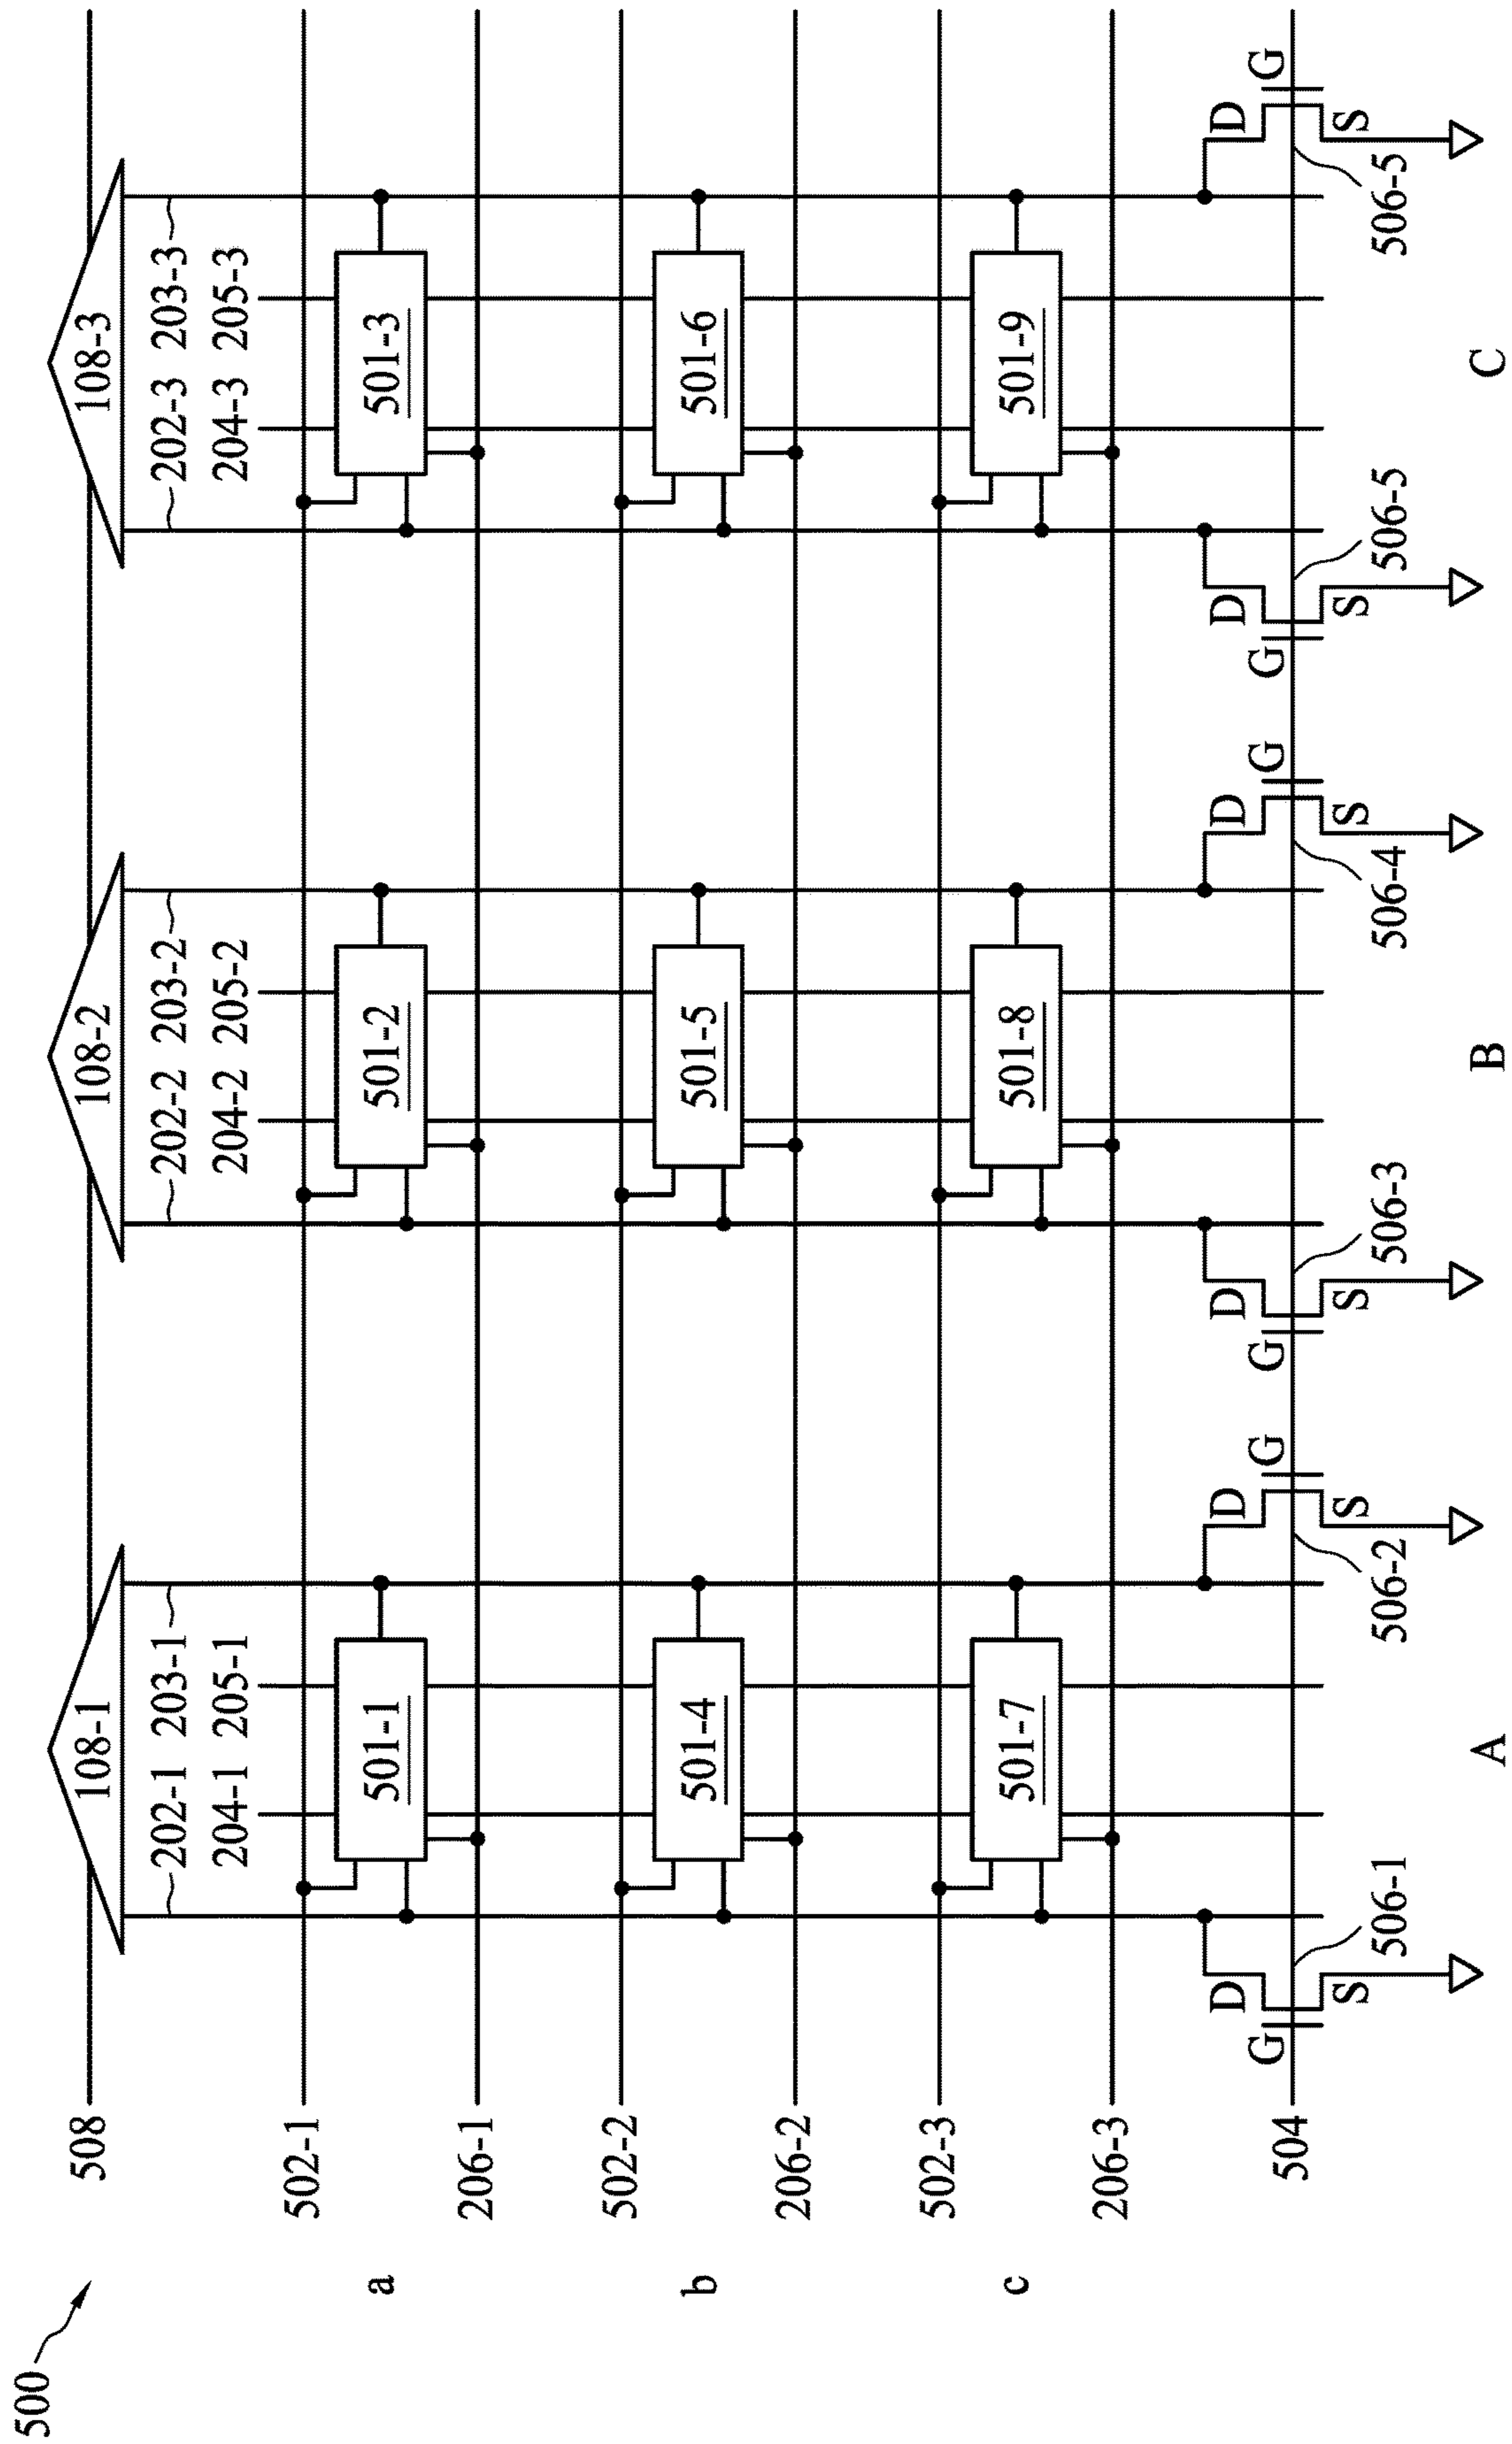 500
508
108-1
108-2
108-3
202-1 203-1
202-2 203-2
202-3 203-3
204-1 205-1
204-2 205-2
204-3 205-3
502-1
a
501-1
501-2
501-3
206-1
502-2
b
501-4
501-5
501-6
206-2
502-3
c
501-7
501-8
501-9
206-3
D
D
D
D
D
D
G
G
G
G
G
G
504
S
S
S
S
S
S
506-1
506-2
506-3
506-4
506-5
506-5
A
B
C